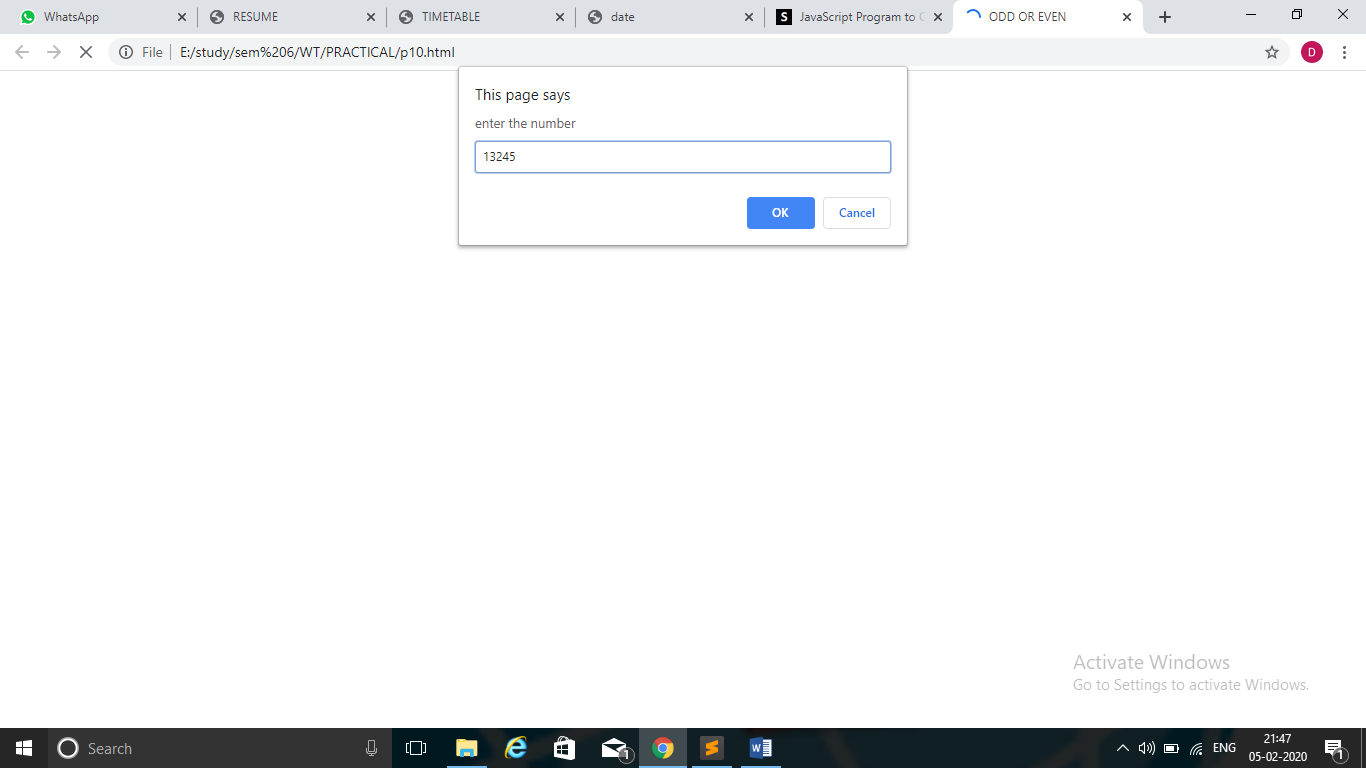 WhatsApp
RESUME
TIMETABLE
date
S
JavaScript Program to
ODD OR EVEN
File
E:/study/sem%206/WT/PRACTICAL/p10.html
D
This page says
enter the number
13245
OK
Cancel
Activate Windows
Go to Settings to activate Windows.
Search
1
ENG
21:47
05-02-2020
1